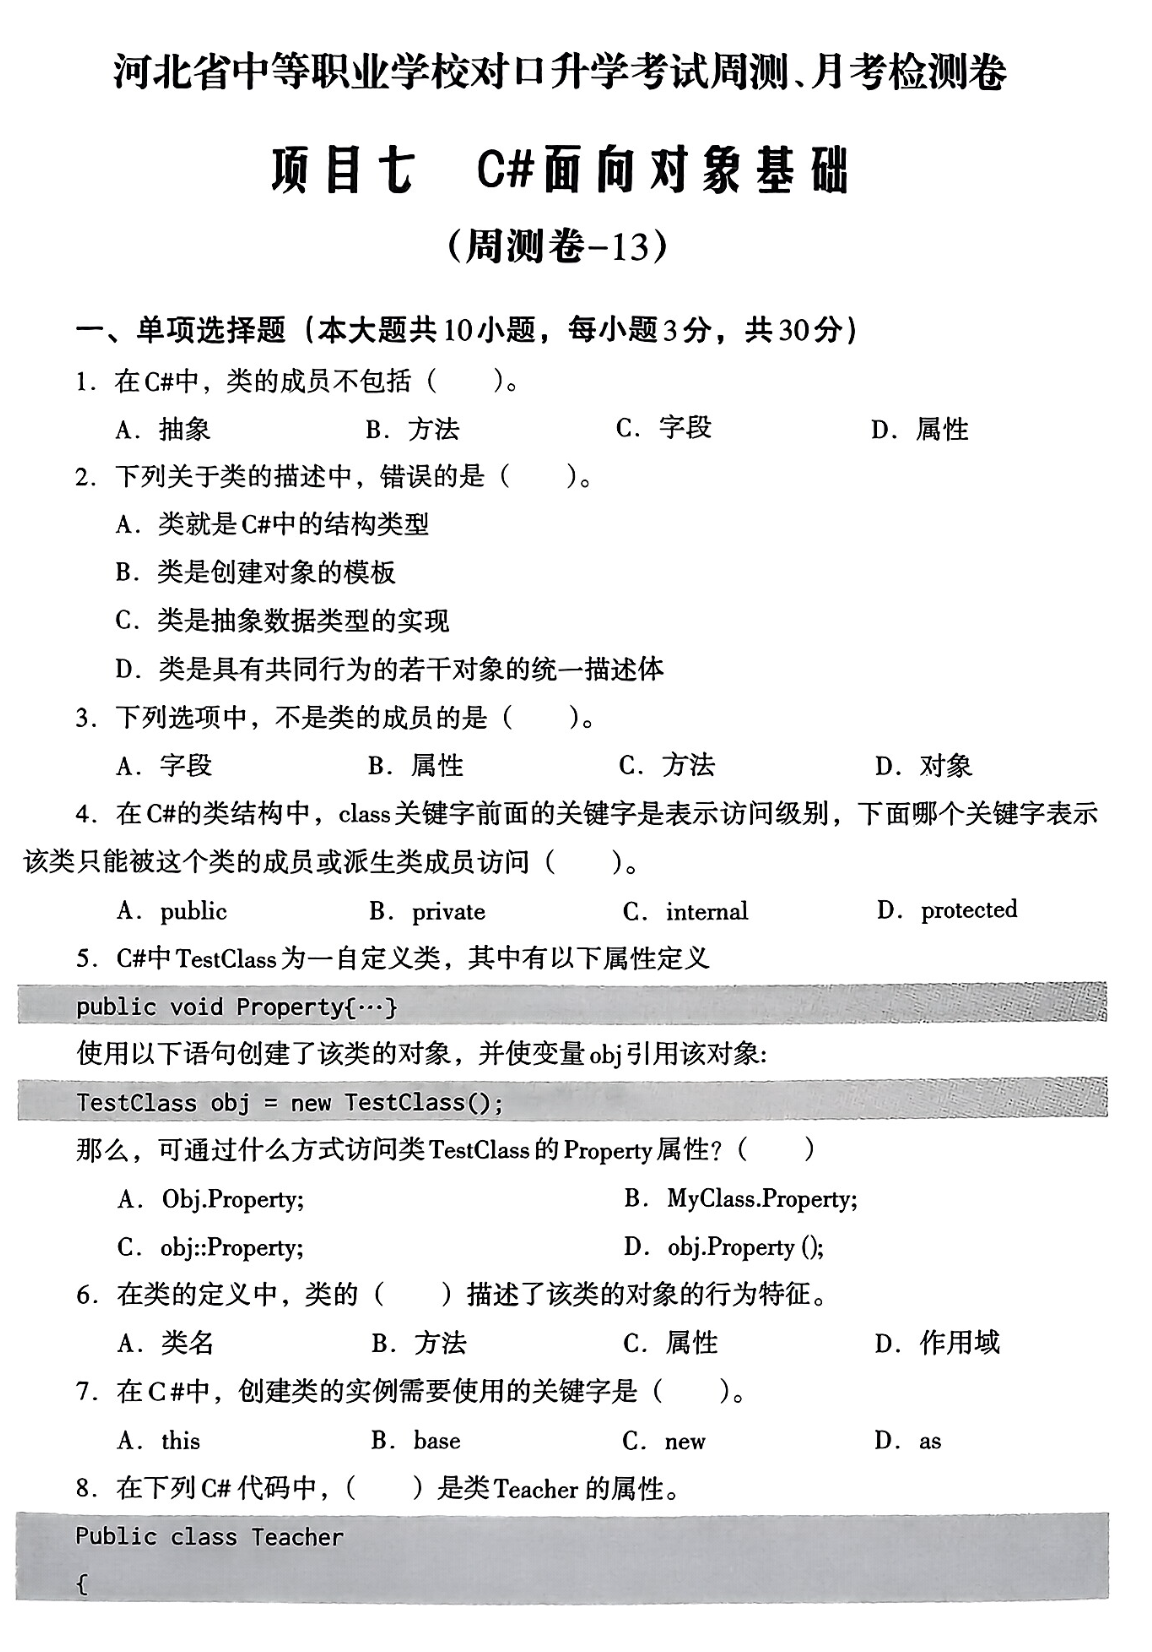 河北省中等职业学校对口升学考试周测、月考检测卷
项目七 C#面向对象基础
（周测卷-13）
一、单项选择题（本大题共10小题，每小题3分，共30分）
1. 在C#中，类的成员不包括（ ）。
A. 抽象 B. 方法 C. 字段 D. 属性
2. 下列关于类的描述中，错误的是（ ）。
A. 类就是C#中的结构类型
B. 类是创建对象的模板
C. 类是抽象数据类型的实现
D. 类是具有共同行为的若干对象的统一描述体
3. 下列选项中，不是类的成员的是（ ）。
A. 字段 B. 属性 C. 方法 D. 对象
4. 在C#的类结构中，class关键字前面的关键字是表示访问级别，下面哪个关键字表示
该类只能被这个类的成员或派生类成员访问（ ）。
A. public B. private C. internal D. protected
5. C#中TestClass为一自定义类，其中有以下属性定义
public void Property{…}
使用以下语句创建了该类的对象，并使变量obj引用该对象:
TestClass obj = new TestClass();
那么，可通过什么方式访问类TestClass的Property属性?（ ）
A. Obj.Property; B. MyClass.Property;
C. obj::Property; D. obj.Property ();
6. 在类的定义中，类的（ ）描述了该类的对象的行为特征。
A. 类名 B. 方法 C. 属性 D. 作用域
7. 在C #中，创建类的实例需要使用的关键字是（ ）。
A. this B. base C. new D. as
8. 在下列C# 代码中，（ ）是类Teacher 的属性。
Public class Teacher
{